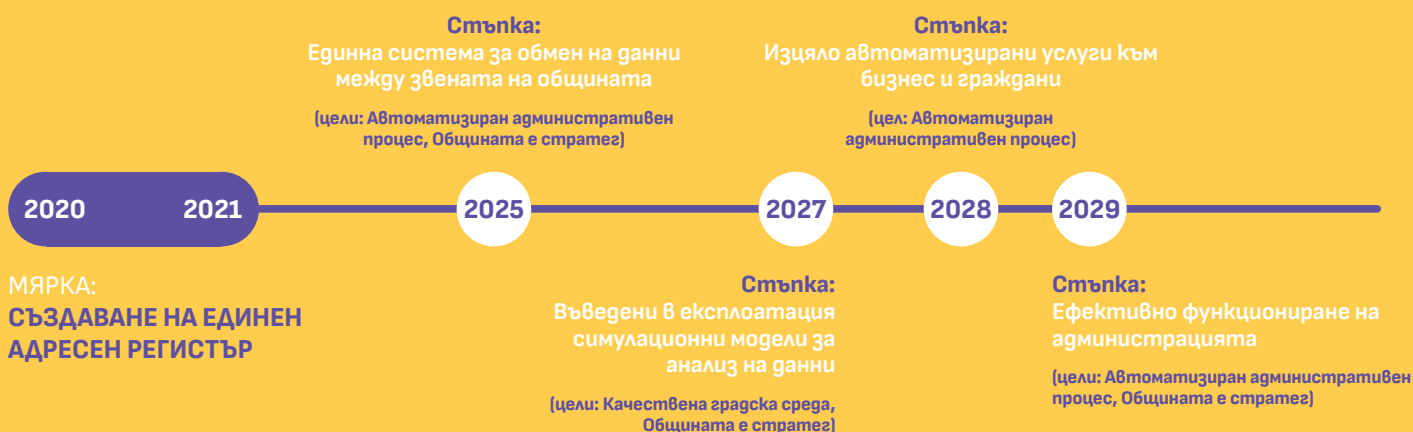 Стъпка:
Единна система за обмен на данни
между звената на общината
(цели: Автоматизиран административен
процес, Общината е стратег)
Стъпка:
Изцяло автоматизирани услуги към
бизнес и граждани
(цел: Автоматизиран
административен процес)
2020 2021 2025 2027 2028 2029
МЯРКА:
СЪЗДАВАНЕ НА ЕДИНЕН
АДРЕСЕН РЕГИСТЪР
Стъпка:
Въведени в експлоатация
симулационни модели за
анализ на данни
(цели: Качествена градска среда,
Общината е стратег)
Стъпка:
Ефективно функциониране на
администрацията
(цели: Автоматизиран административен
процес, Общината е стратег)